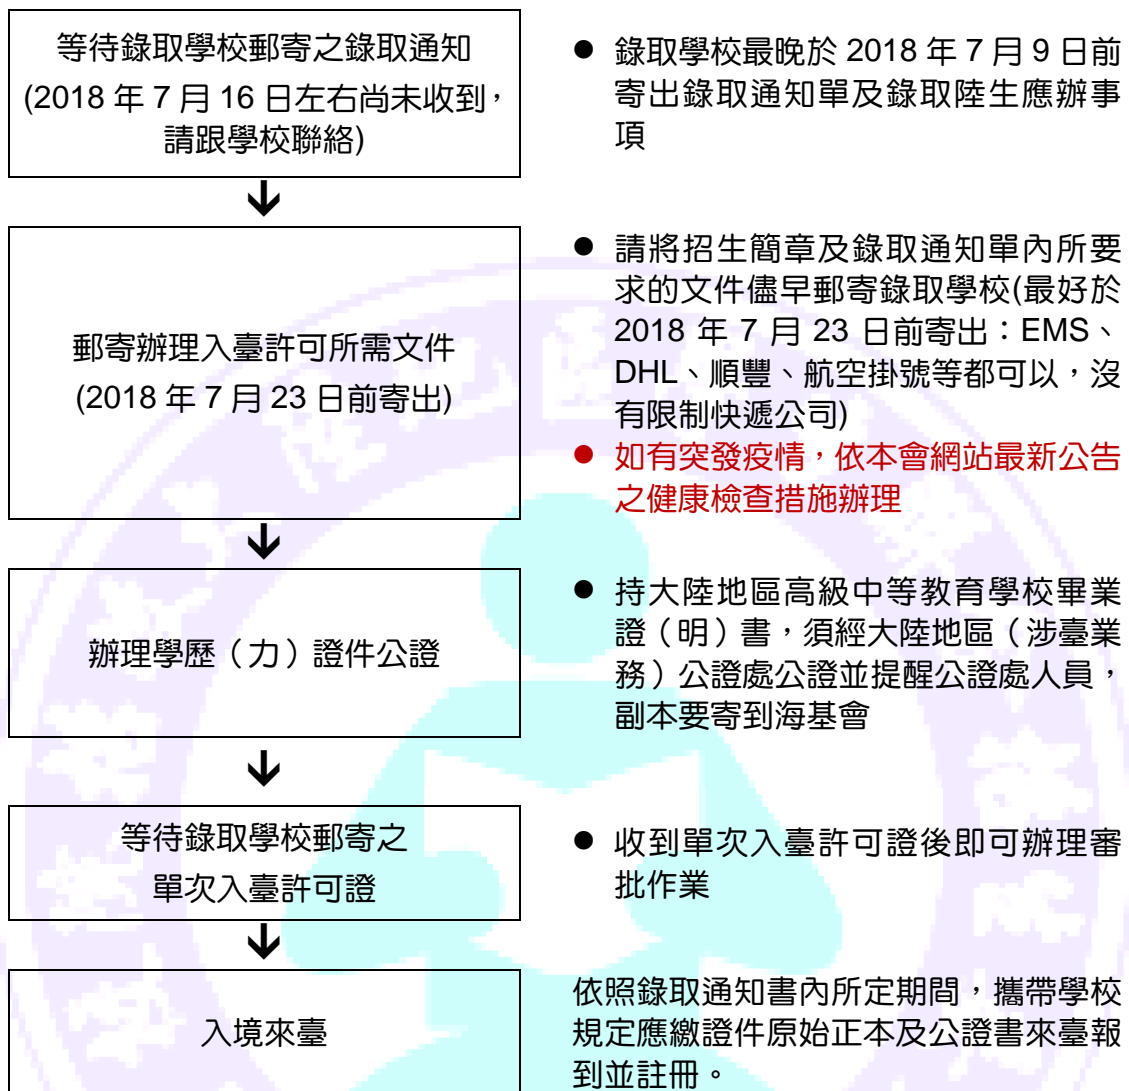 等待錄取學校郵寄之錄取通知
(2018 年 7 月 16 日左右尚未收到，
請跟學校聯絡)
● 錄取學校最晚於 2018 年 7 月 9 日前
寄出錄取通知單及錄取陸生應辦事
項
郵寄辦理入臺許可所需文件
(2018 年 7 月 23 日前寄出)
● 請將招生簡章及錄取通知單內所要
求的文件儘早郵寄錄取學校(最好於
2018 年 7 月 23 日前寄出：EMS、
DHL、順豐、航空掛號等都可以，沒
有限制快遞公司)
● 如有突發疫情，依本會網站最新公告
之健康檢查措施辦理
辦理學歷（力）證件公證
● 持大陸地區高級中等教育學校畢業
證（明）書，須經大陸地區（涉臺業
務）公證處公證並提醒公證處人員，
副本要寄到海基會
等待錄取學校郵寄之
單次入臺許可證
● 收到單次入臺許可證後即可辦理審
批作業
入境來臺
依照錄取通知書內所定期間，攜帶學校
規定應繳證件原始正本及公證書來臺報
到並註冊。